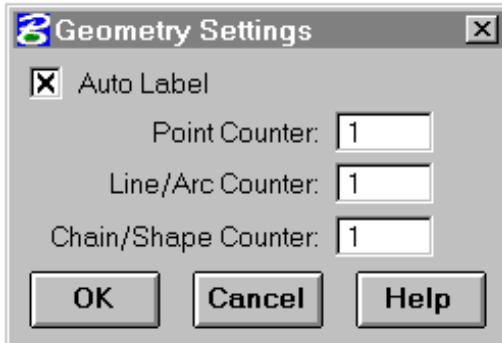 Geometry Settings
Auto Label
Point Counter: 1
Line/Arc Counter: 1
Chain/Shape Counter: 1
OK Cancel Help